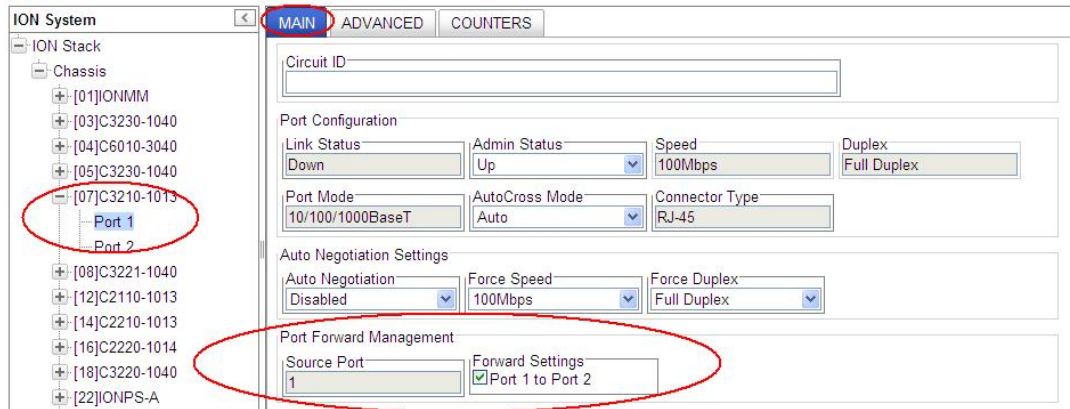 ION System
<
ION Stack
Chassis
[01]IONMM
[03]C3230-1040
[04]C6010-3040
[05]C3230-1040
[07]C3210-1013
Port 1
Port 2
[08]C3221-1040
[12]C2110-1013
[14]C2210-1013
[16]C2220-1014
[18]C3220-1040
[22]IONPS-A
MAIN ADVANCED COUNTERS
Circuit ID
Port Configuration
Link Status Admin Status Speed Duplex
Down Up 100Mbps Full Duplex
Port Mode AutoCross Mode Connector Type
10/100/1000BaseT Auto RJ-45
Auto Negotiation Settings
Auto Negotiation Force Speed Force Duplex
Disabled 100Mbps Full Duplex
Port Forward Management
Source Port Forward Settings
1 Port 1 to Port 2